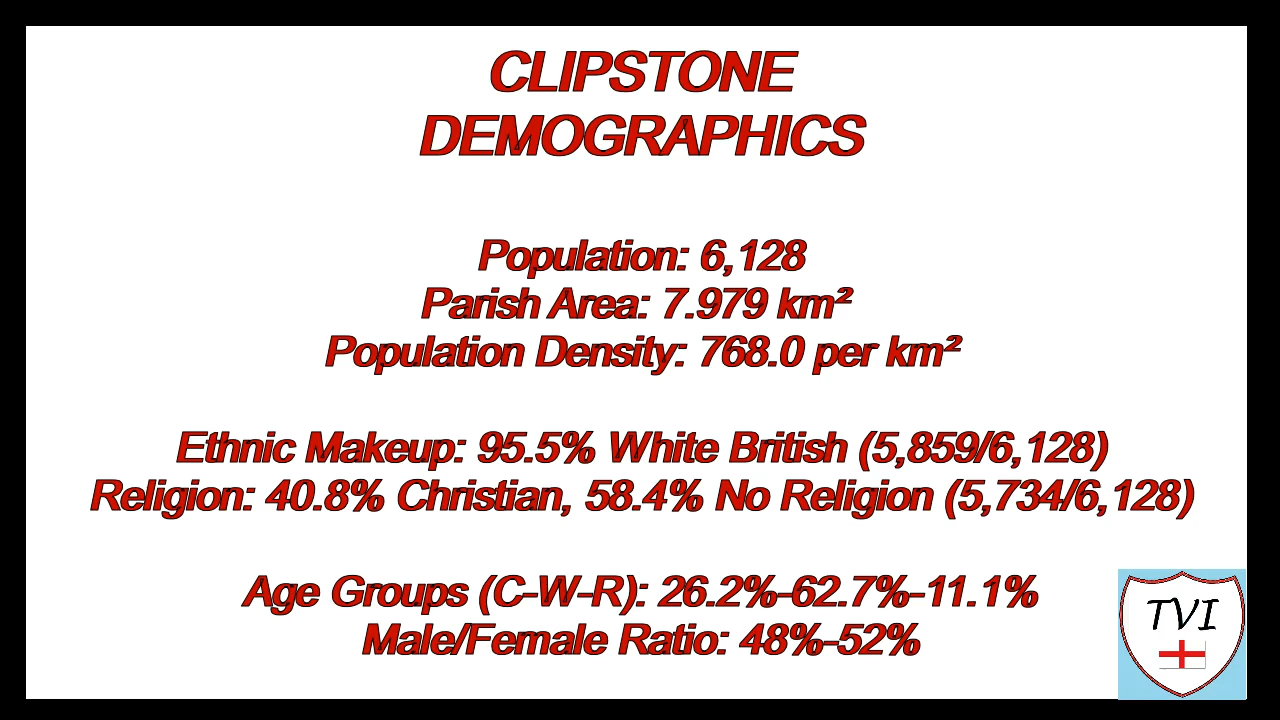 CLIPSTONE
DEMOGRAPHICS
Population: 6,128
Parish Area: 7.979 km²
Population Density: 768.0 per km²
Ethnic Makeup: 95.5% White British (5,859/6,128)
Religion: 40.8% Christian, 58.4% No Religion (5,734/6,128)
Age Groups (C-W-R): 26.2%-62.7%-11.1%
Male/Female Ratio: 48%-52%
TVI